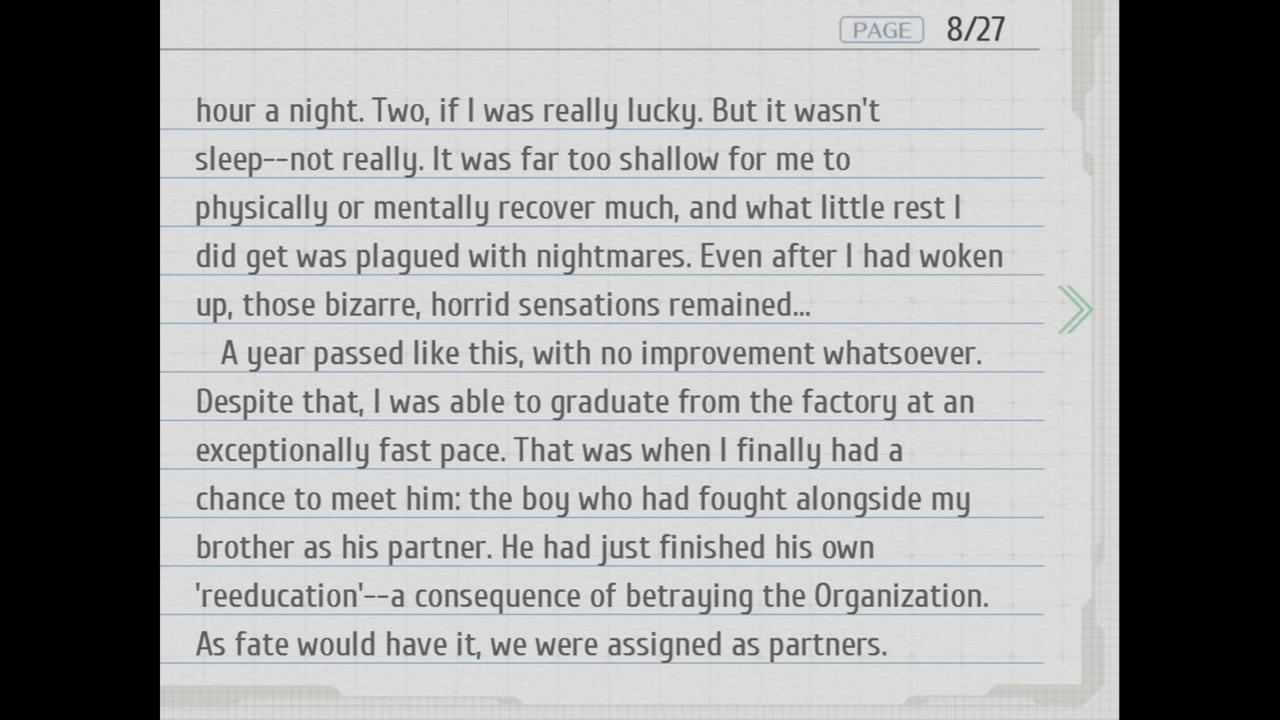 PAGE 8/27
hour a night. Two, if I was really lucky. But it wasn't
sleep--not really. It was far too shallow for me to
physically or mentally recover much, and what little rest I
did get was plagued with nightmares. Even after I had woken
up, those bizarre, horrid sensations remained...
A year passed like this, with no improvement whatsoever.
Despite that, I was able to graduate from the factory at an
exceptionally fast pace. That was when I finally had a
chance to meet him: the boy who had fought alongside my
brother as his partner. He had just finished his own
'reeducation'--a consequence of betraying the Organization.
As fate would have it, we were assigned as partners.